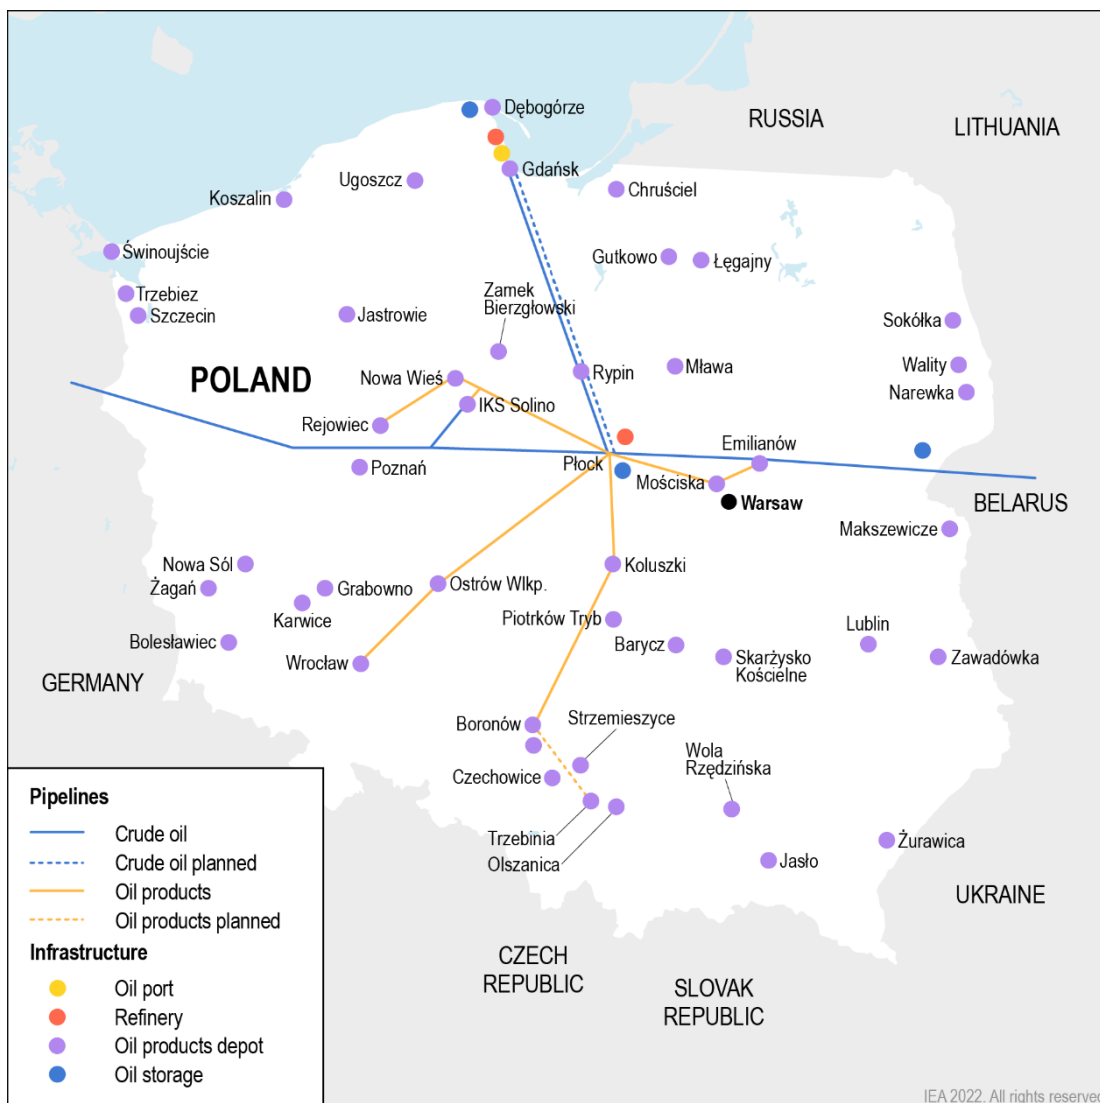 RUSSIA
LITHUANIA
Dębogórze
Gdańsk
Ugoszcz
Koszalin
Chruściel
Świnoujście
Gutkowo
Łęgajny
Trzebiez
Szczecin
Zamek
Bierzgłowski
Jastrowie
Sokółka
POLAND
Nowa Wieś
Rypin
Mława
Wality
Narewka
IKS Solino
Rejowiec
Emilianów
Poznań
Płock
Mościska
Warsaw
BELARUS
Makszewicze
Nowa Sól
Żagań
Grabowno
Karwice
Ostrów Wlkp.
Koluszki
Piotrków Tryb
Bolesławiec
Wrocław
Barycz
Skarżysko
Kościelne
Lublin
Zawadówka
GERMANY
Boronów
Strzemieszyce
Czechowice
Wola
Rzędzińska
Trzebinia
Olszanica
Jasło
Żurawica
UKRAINE
CZECH
REPUBLIC
SLOVAK
REPUBLIC
Pipelines
Crude oil
Crude oil planned
Oil products
Oil products planned
Infrastructure
Oil port
Refinery
Oil products depot
Oil storage
IEA 2022. All rights reserved